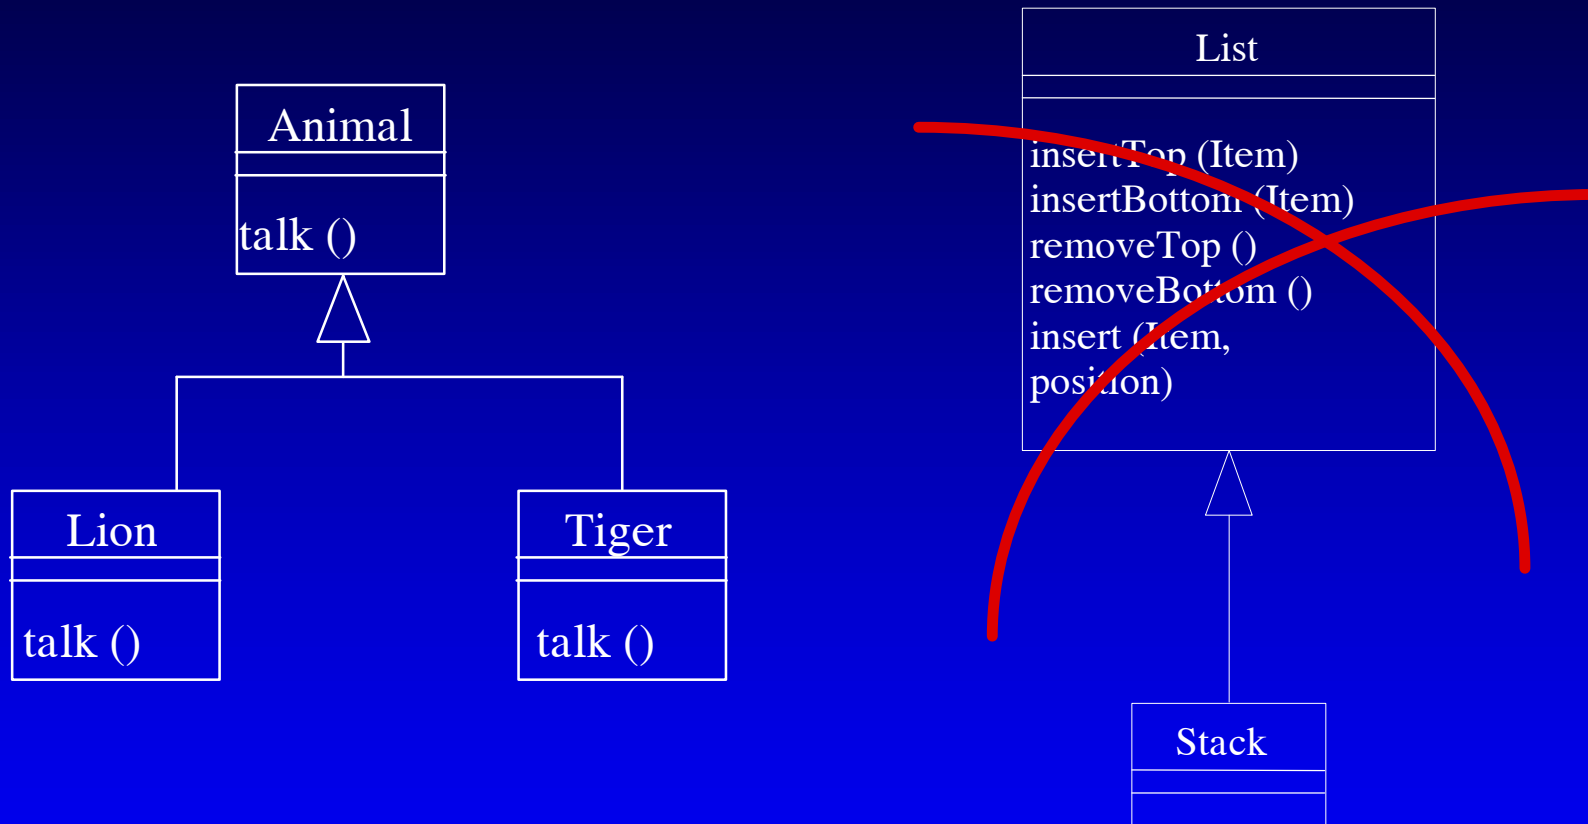 Animal
talk ()
Lion
talk ()
Tiger
talk ()
List
insertTop (Item)
insertBottom (Item)
removeTop ()
removeBottom ()
insert (Item,
position)
Stack